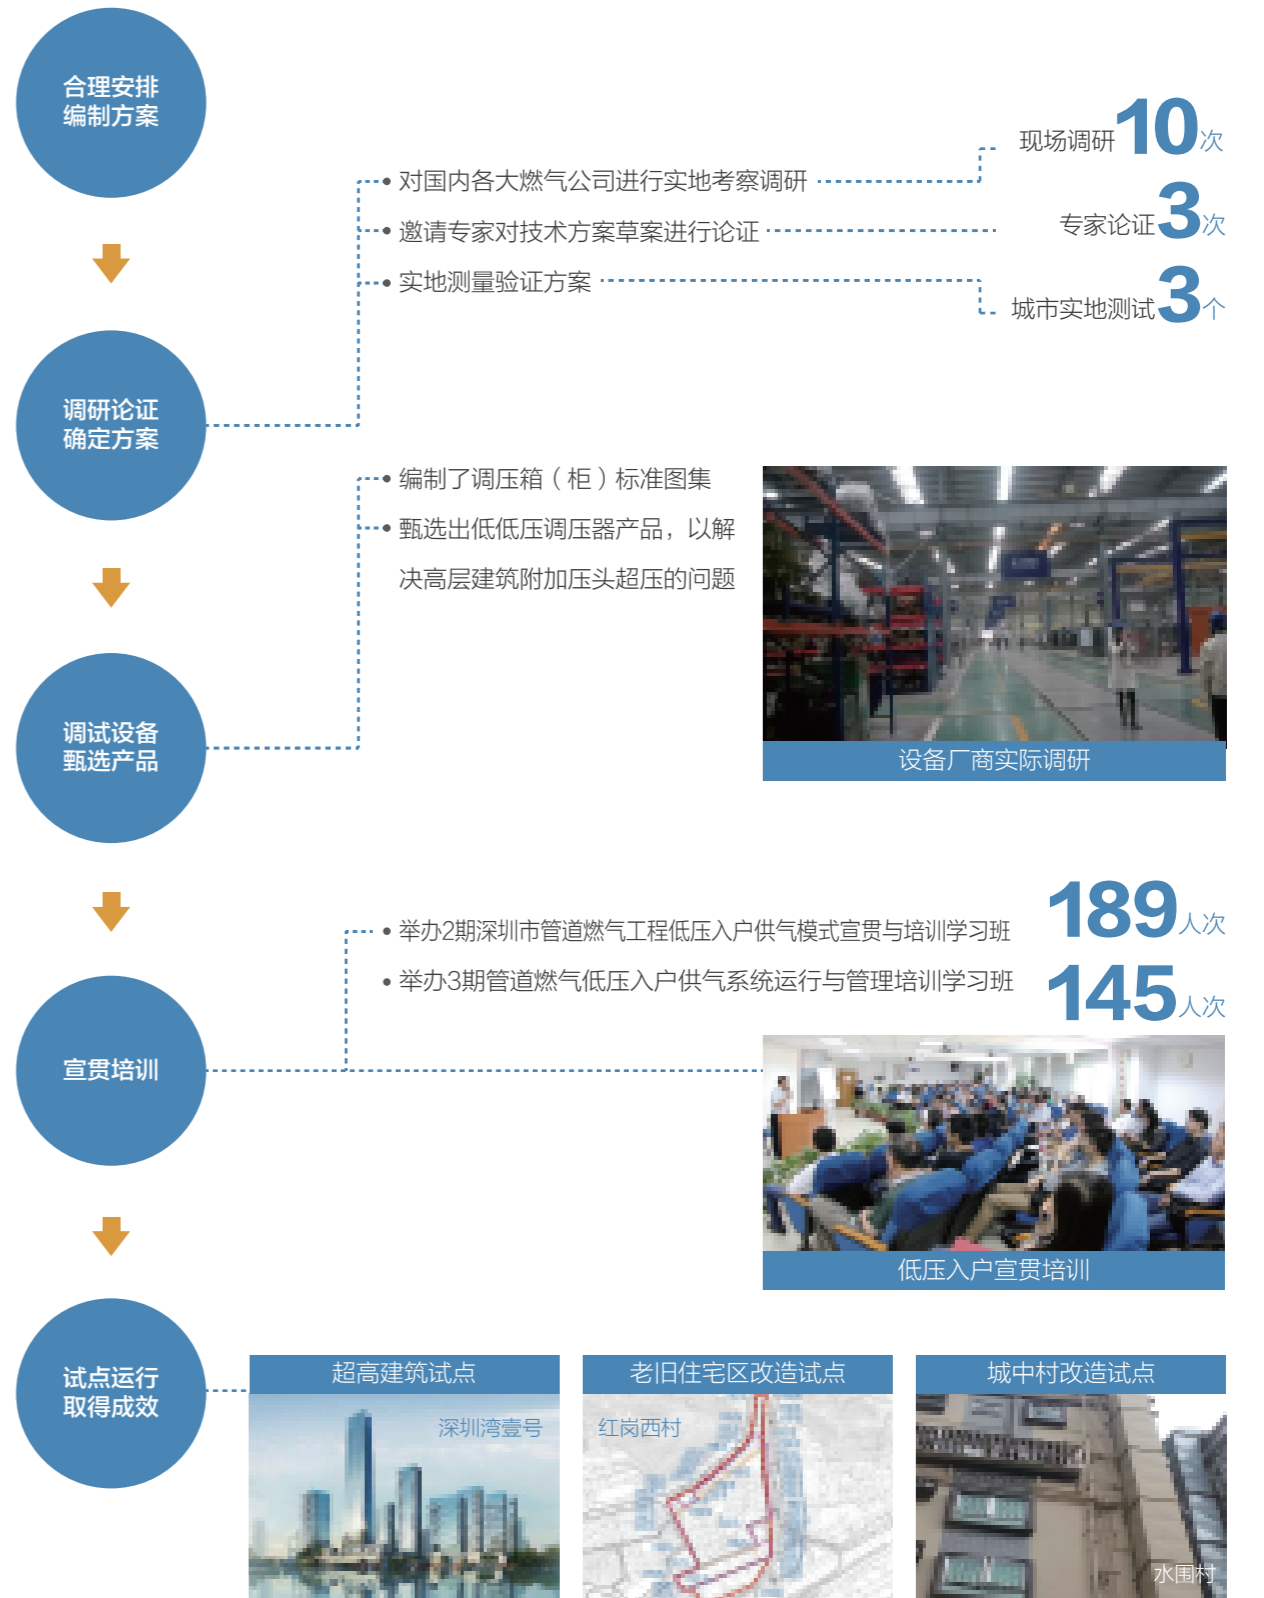 合理安排
编制方案
• 对国内各大燃气公司进行实地考察调研
现场调研10次
• 邀请专家对技术方案草案进行论证
专家论证3次
• 实地测量验证方案
城市实地测试3个
调研论证
确定方案
• 编制了调压箱（柜）标准图集
• 甄选出低低压调压器产品，以解
决高层建筑附加压头超压的问题
设备厂商实际调研
调试设备
甄选产品
• 举办2期深圳市管道燃气工程低压入户供气模式宣贯与培训学习班
189人次
• 举办3期管道燃气低压入户供气系统运行与管理培训学习班
145人次
宣贯培训
低压入户宣贯培训
试点运行
取得成效
超高建筑试点
深圳湾壹号
老旧住宅区改造试点
红岗西村
城中村改造试点
水围村